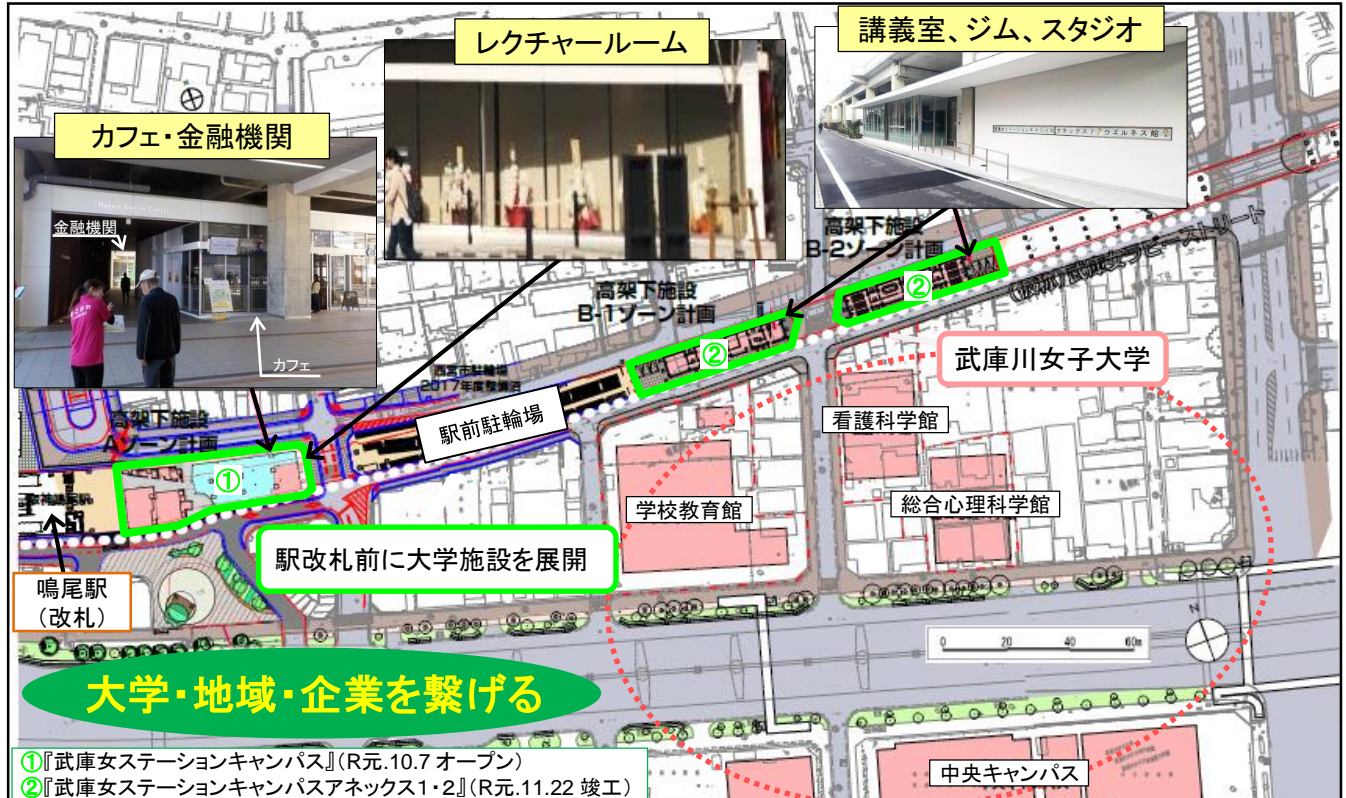 レクチャールーム
講義室、ジム、スタジオ
カフェ・金融機関
Mukojo Station Campus
金融機関
カフェ
高架下施設
B-2ゾーン計画
高架下施設
B-1ゾーン計画
②
②
武庫川女子大学
西宮市駐輪場
2017年度整備済
駅前駐輪場
看護科学館
高架下施設
Aゾーン計画
①
学校教育館
総合心理科学館
駅改札前に大学施設を展開
鳴尾駅
(改札)
N
0 20 40 60m
大学・地域・企業を繋げる
中央キャンパス
①『武庫女ステーションキャンパス』(R元.10.7 オープン)
②『武庫女ステーションキャンパスアネックス1・2』(R元.11.22 竣工)